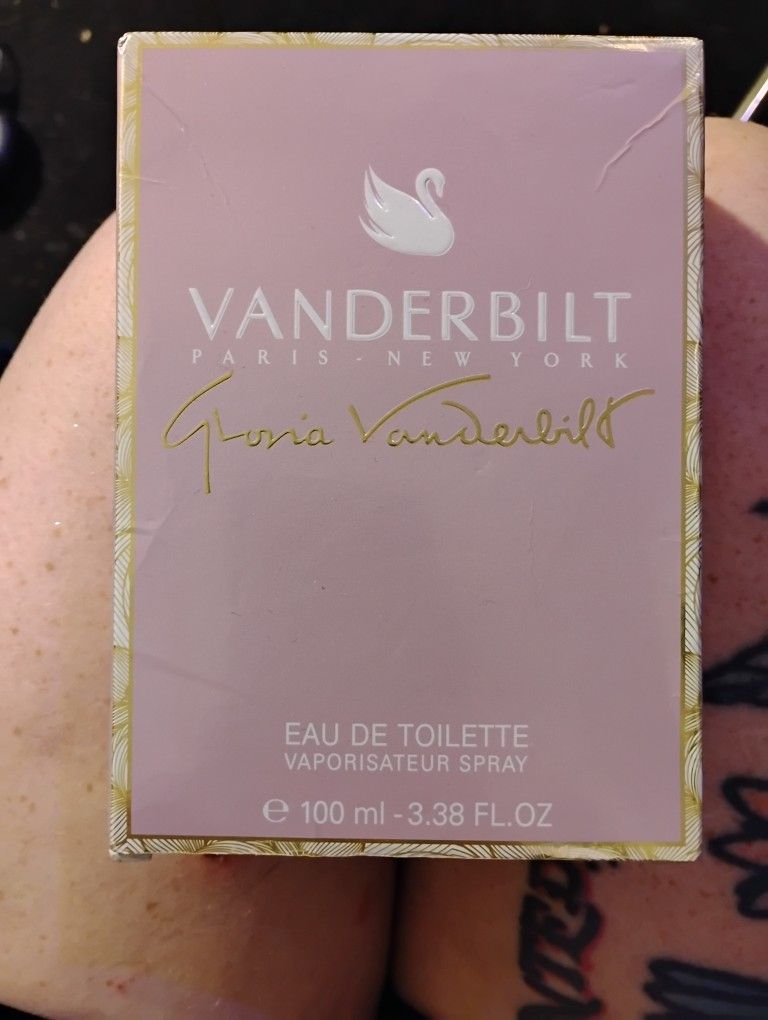 VANDERBILT
PARIS - NEW YORK
Gloria Vanderbilt
EAU DE TOILETTE
VAPORISATEUR SPRAY
℮ 100 ml - 3.38 FL.OZ